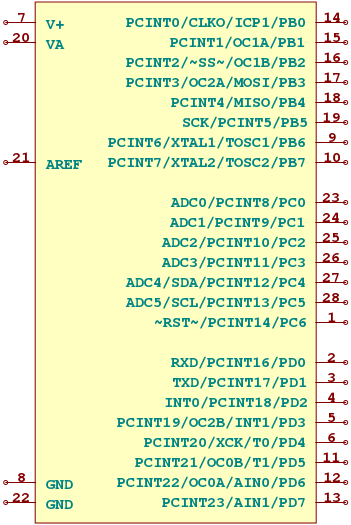 7 V+ PCINT0/CLKO/ICP1/PB0 14
20 VA PCINT1/OC1A/PB1 15
PCINT2/~SS~/OC1B/PB2 16
PCINT3/OC2A/MOSI/PB3 17
PCINT4/MISO/PB4 18
SCK/PCINT5/PB5 19
PCINT6/XTAL1/TOSC1/PB6 9
21 AREF PCINT7/XTAL2/TOSC2/PB7 10
ADC0/PCINT8/PC0 23
ADC1/PCINT9/PC1 24
ADC2/PCINT10/PC2 25
ADC3/PCINT11/PC3 26
ADC4/SDA/PCINT12/PC4 27
ADC5/SCL/PCINT13/PC5 28
~RST~/PCINT14/PC6 1
RXD/PCINT16/PD0 2
TXD/PCINT17/PD1 3
INT0/PCINT18/PD2 4
PCINT19/OC2B/INT1/PD3 5
PCINT20/XCK/T0/PD4 6
PCINT21/OC0B/T1/PD5 11
8 GND PCINT22/OC0A/AIN0/PD6 12
22 GND PCINT23/AIN1/PD7 13